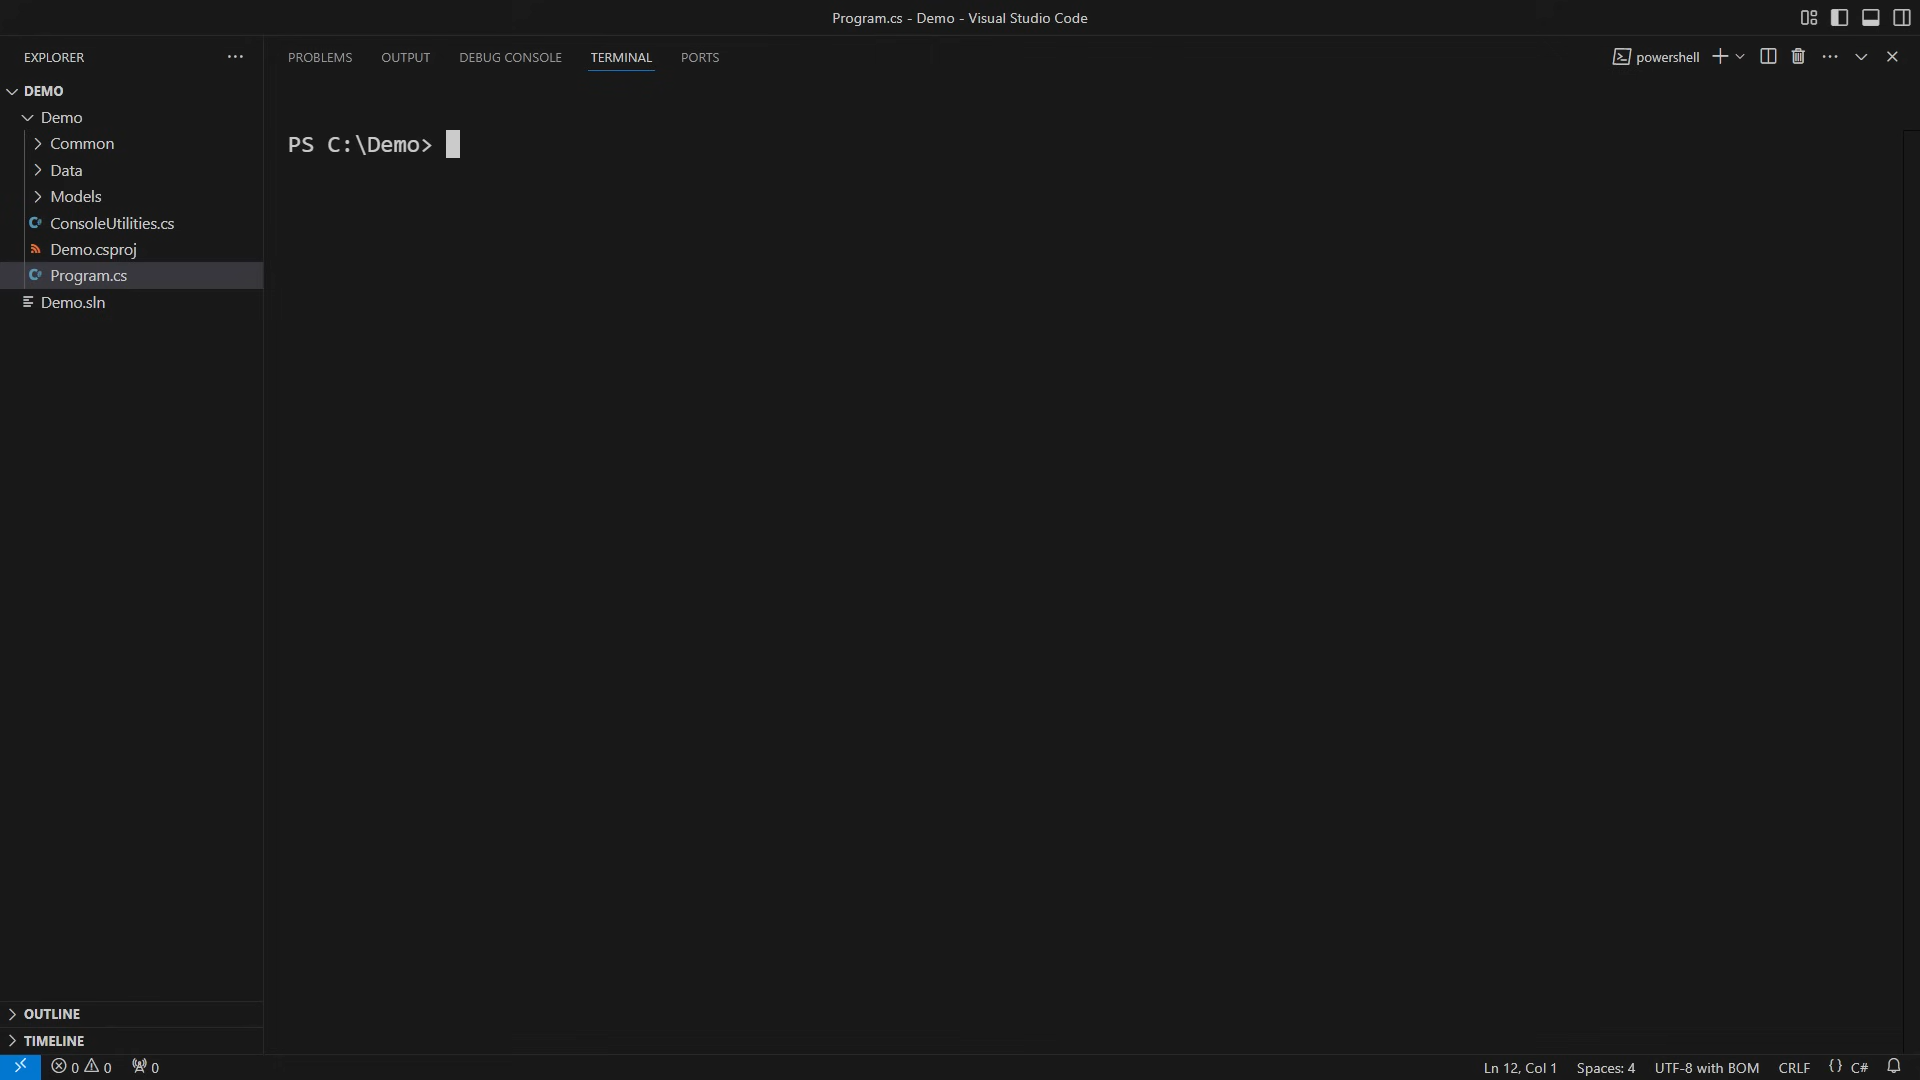 Program.cs - Demo - Visual Studio Code
EXPLORER
PROBLEMS OUTPUT DEBUG CONSOLE TERMINAL PORTS
powershell
DEMO
Demo
Common
Data
Models
ConsoleUtilities.cs
Demo.csproj
Program.cs
Demo.sln
PS C:\Demo>
OUTLINE
TIMELINE
0 0 0
Ln 12, Col 1 Spaces: 4 UTF-8 with BOM CRLF {} C#